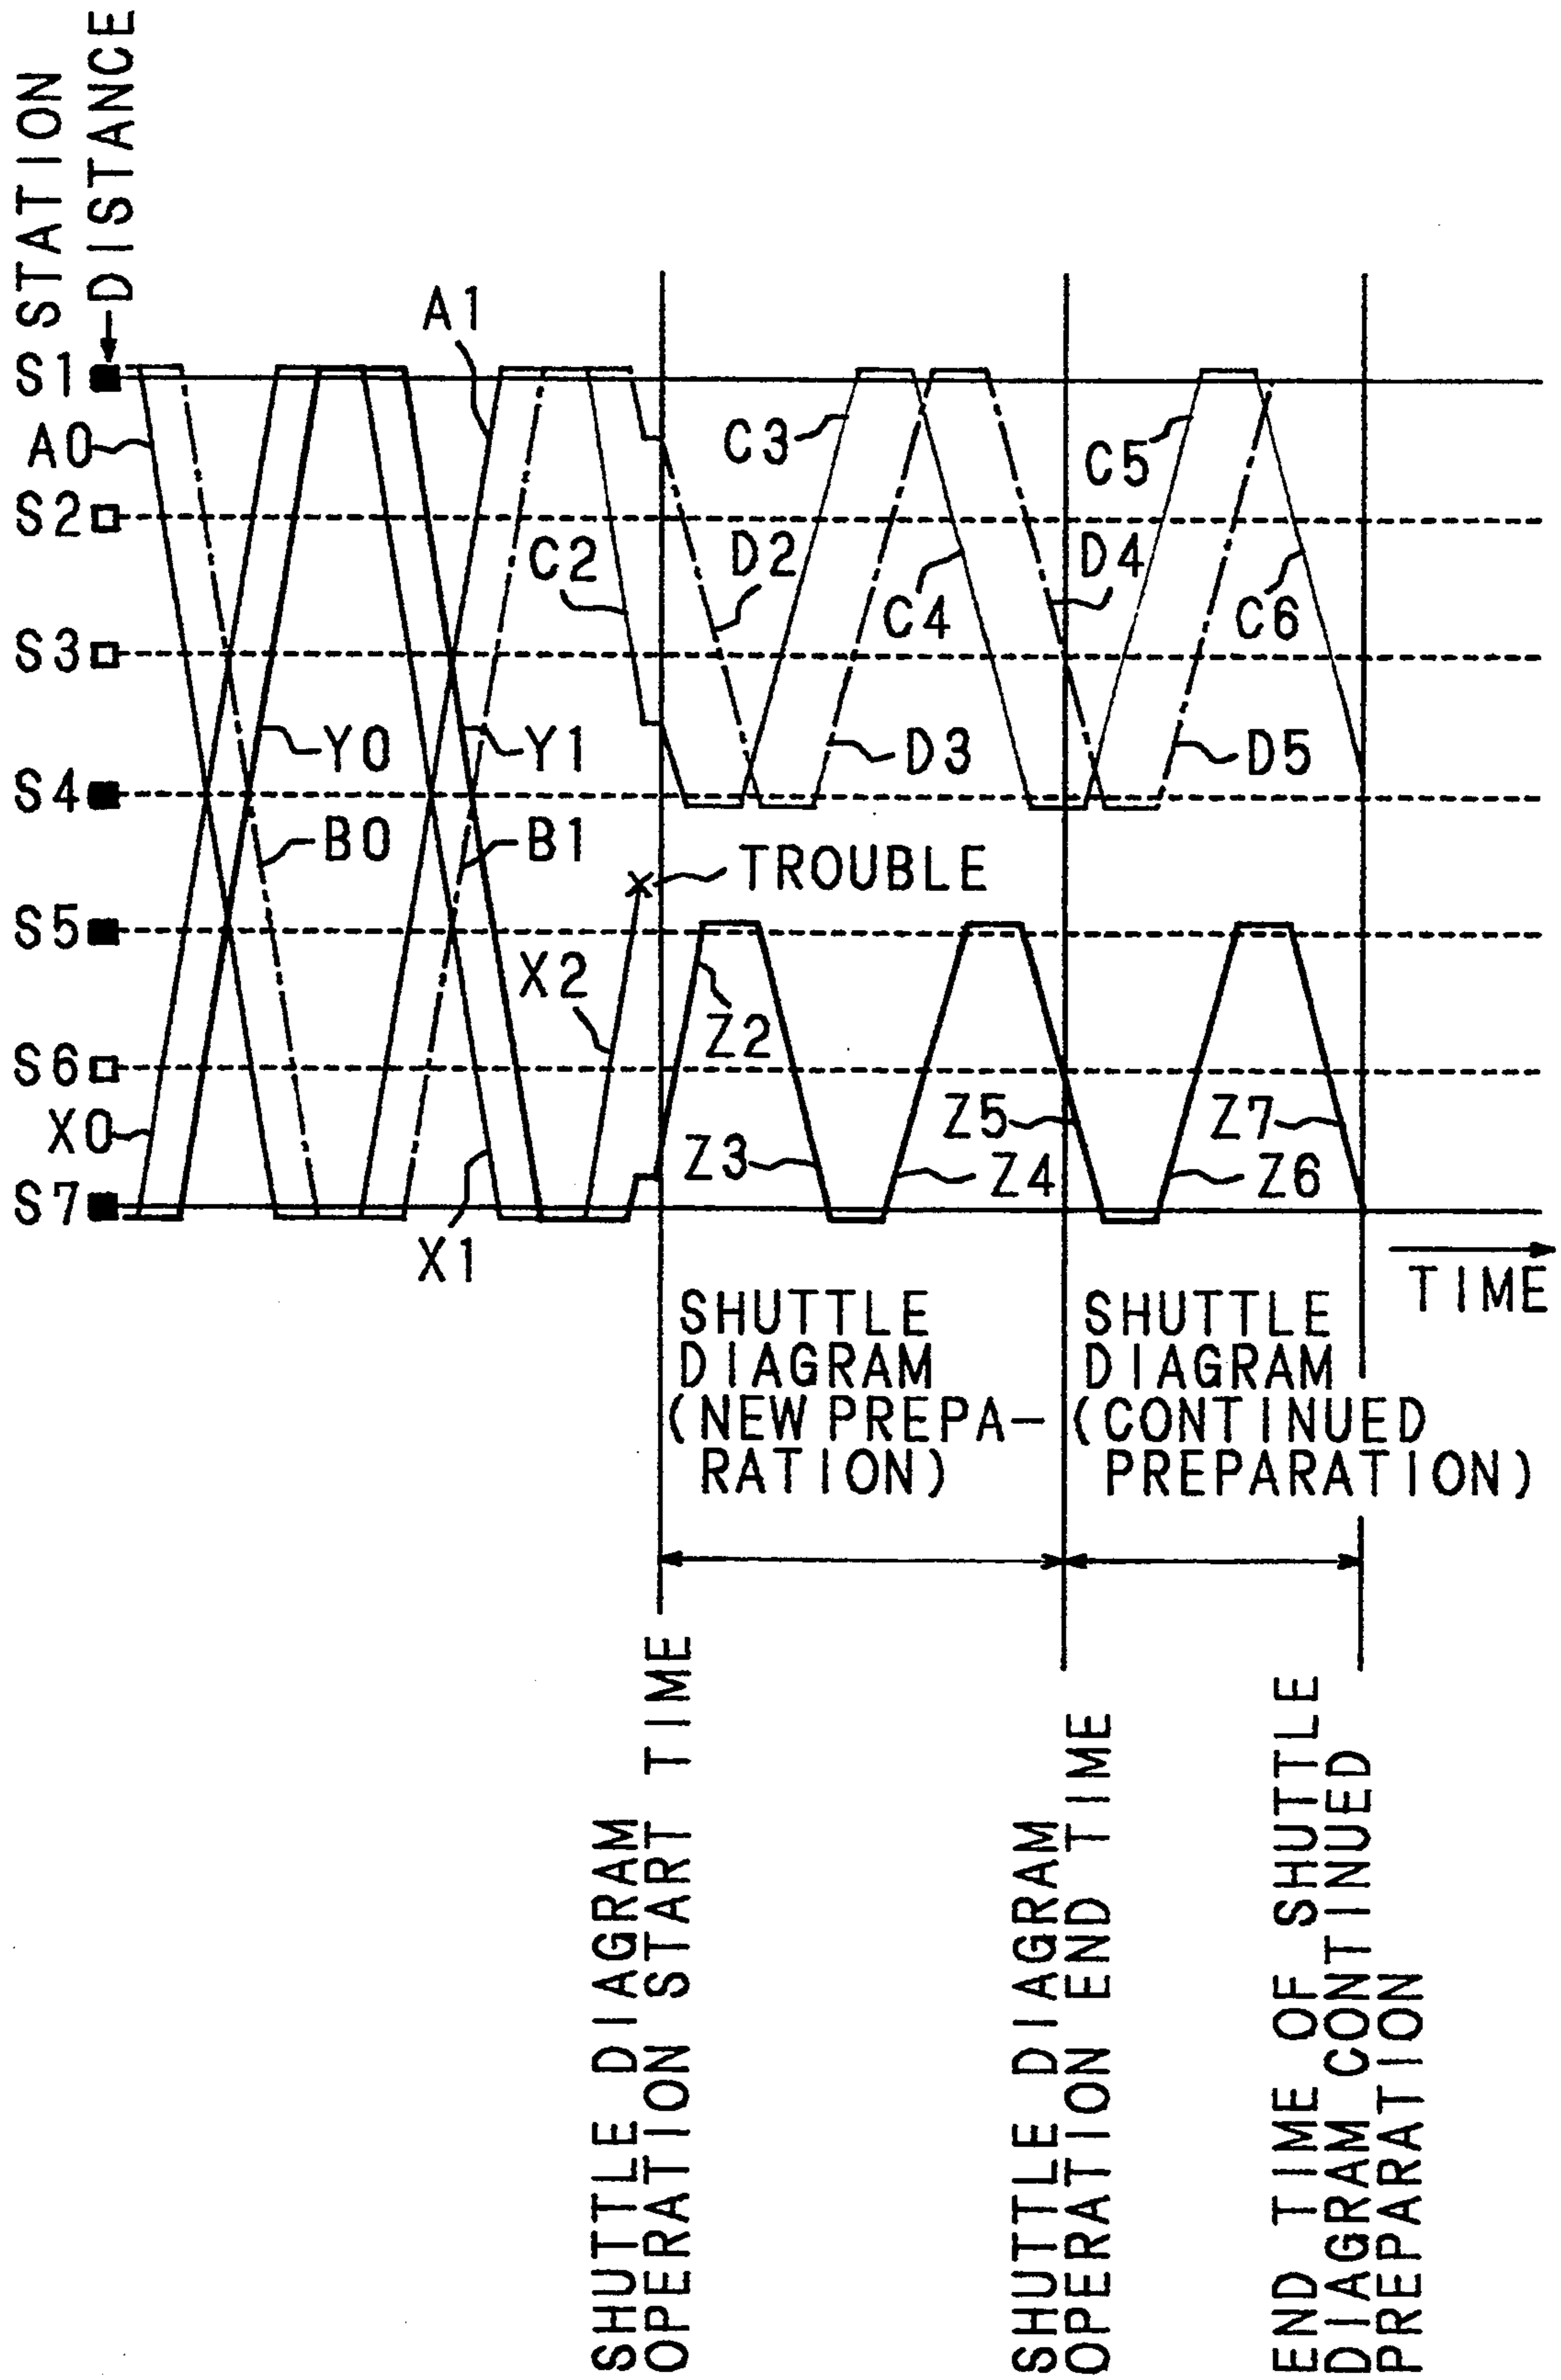 STATION
DISTANCE
S1
A0
S2
S3
S4
S5
S6
X0
S7
A1
Y0
B0
Y1
B1
X1
X2
C2
C3
D2
C4
D4
C5
C6
D3
D5
TROUBLE
Z2
Z3
Z4
Z5
Z6
Z7
TIME
SHUTTLE
DIAGRAM
(NEW PREPA-
RATION)
SHUTTLE
DIAGRAM
(CONTINUED
PREPARATION)
SHUTTLE DIAGRAM
OPERATION START TIME
SHUTTLE DIAGRAM
OPERATION END TIME
END TIME OF SHUTTLE
DIAGRAM CONTINUED
PREPARATION